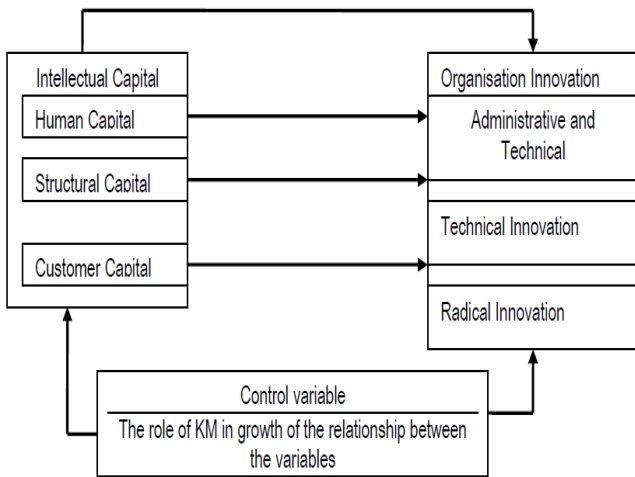 Intellectual Capital
Human Capital
Structural Capital
Customer Capital
Organisation Innovation
Administrative and
Technical
Technical Innovation
Radical Innovation
Control variable
The role of KM in growth of the relationship between
the variables